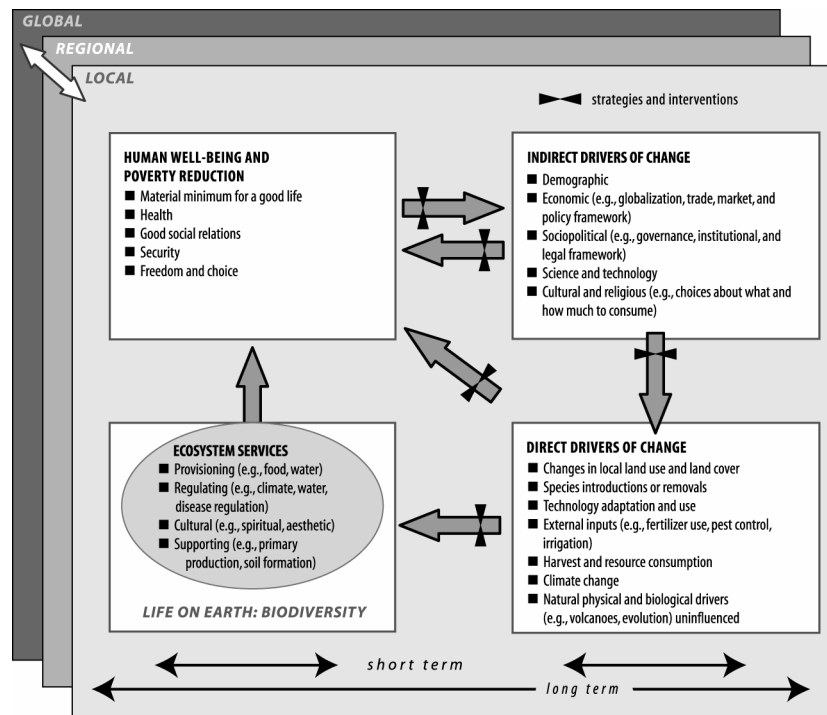 GLOBAL
REGIONAL
LOCAL
strategies and interventions
HUMAN WELL-BEING AND
POVERTY REDUCTION
■ Material minimum for a good life
■ Health
■ Good social relations
■ Security
■ Freedom and choice
INDIRECT DRIVERS OF CHANGE
■ Demographic
■ Economic (e.g., globalization, trade, market, and
policy framework)
■ Sociopolitical (e.g., governance, institutional, and
legal framework)
■ Science and technology
■ Cultural and religious (e.g., choices about what and
how much to consume)
ECOSYSTEM SERVICES
■ Provisioning (e.g., food, water)
■ Regulating (e.g., climate, water,
disease regulation)
■ Cultural (e.g., spiritual, aesthetic)
■ Supporting (e.g., primary
production, soil formation)
LIFE ON EARTH: BIODIVERSITY
DIRECT DRIVERS OF CHANGE
■ Changes in local land use and land cover
■ Species introductions or removals
■ Technology adaptation and use
■ External inputs (e.g., fertilizer use, pest control,
irrigation)
■ Harvest and resource consumption
■ Climate change
■ Natural physical and biological drivers
(e.g., volcanoes, evolution) uninfluenced
short term
long term